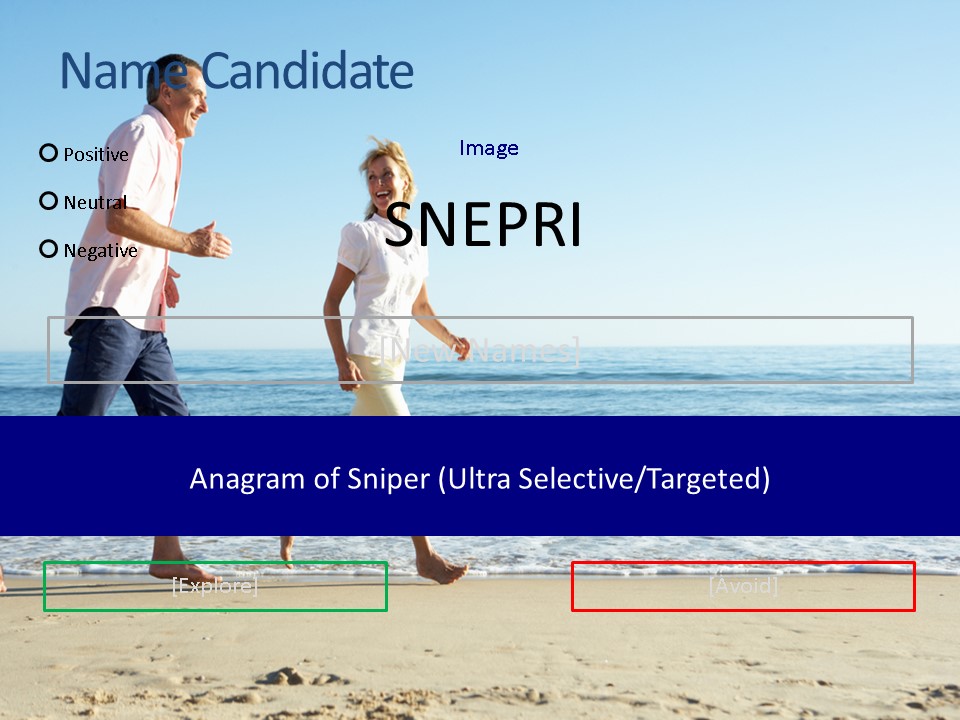 Name Candidate
Image
Positive
SNEPRI
Neutral
Negative
[New Names]
Anagram of Sniper (Ultra Selective/Targeted)
[Explore]
[Avoid]